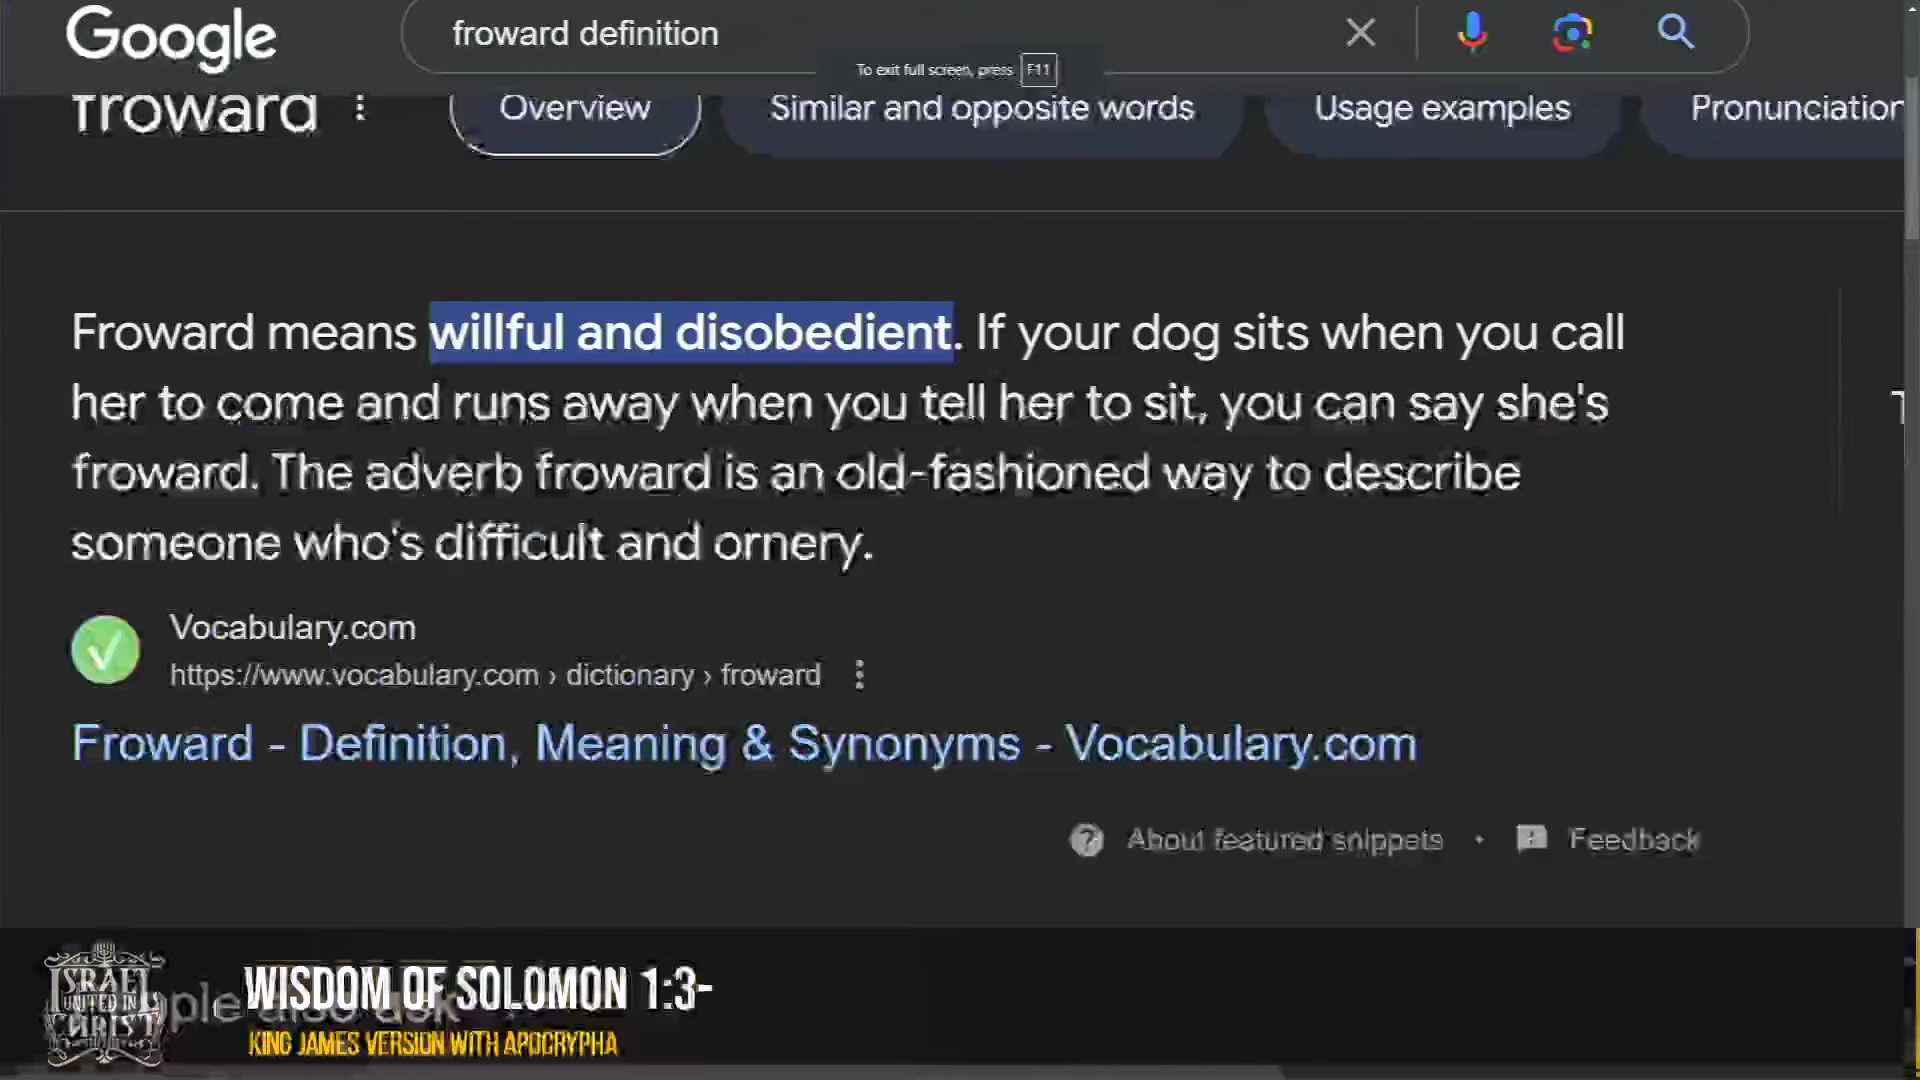 Google
froward definition
To exit full screen, press F11
froward
Overview
Similar and opposite words
Usage examples
Pronunciation
Froward means willful and disobedient. If your dog sits when you call
her to come and runs away when you tell her to sit, you can say she's
froward. The adverb froward is an old-fashioned way to describe
someone who's difficult and ornery.
Vocabulary.com
https://www.vocabulary.com › dictionary › froward
Froward - Definition, Meaning & Synonyms - Vocabulary.com
About featured snippets
Feedback
ISRAEL
UNITED IN
CHRIST
WISDOM OF SOLOMON 1:3-
KING JAMES VERSION WITH APOCRYPHA
ple also ask